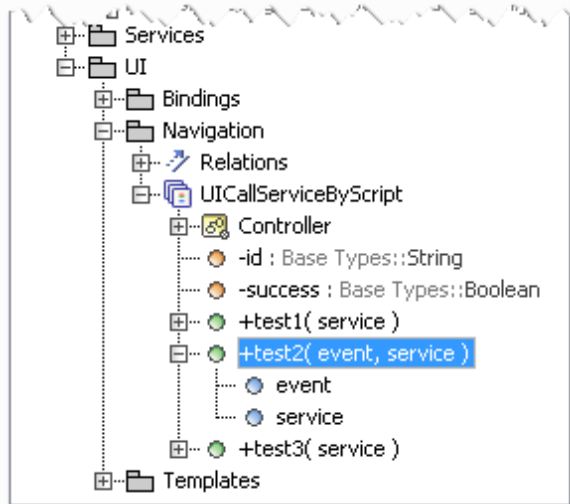 Services
UI
Bindings
Navigation
Relations
UICallServiceByScript
Controller
-id : Base Types::String
-success : Base Types::Boolean
+test1( service )
+test2( event, service )
event
service
+test3( service )
Templates